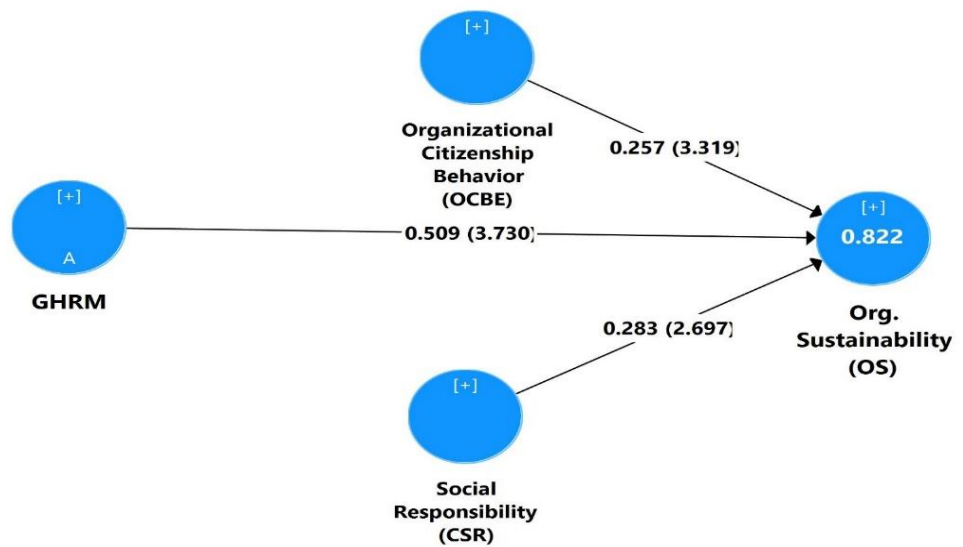 [+]
Organizational
Citizenship
Behavior
(OCBE)
0.257 (3.319)
[+]
A
GHRM
0.509 (3.730)
[+]
0.822
Org.
Sustainability
(OS)
0.283 (2.697)
[+]
Social
Responsibility
(CSR)